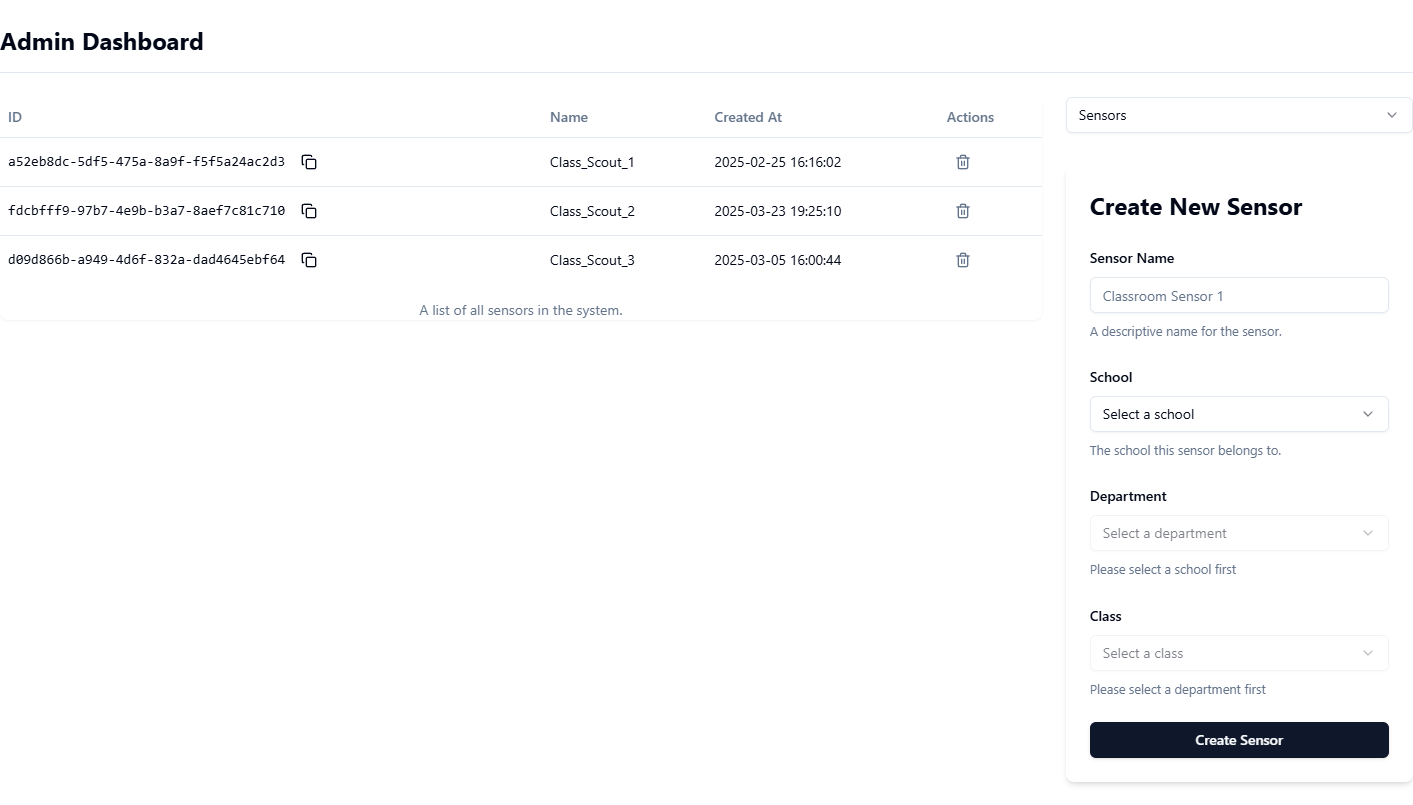 Admin Dashboard
ID Name Created At Actions
a52eb8dc-5df5-475a-8a9f-f5f5a24ac2d3 Class_Scout_1 2025-02-25 16:16:02
fdcbfff9-97b7-4e9b-b3a7-8aef7c81c710 Class_Scout_2 2025-03-23 19:25:10
d09d866b-a949-4d6f-832a-dad4645ebf64 Class_Scout_3 2025-03-05 16:00:44
A list of all sensors in the system.
Sensors
Create New Sensor
Sensor Name
Classroom Sensor 1
A descriptive name for the sensor.
School
Select a school
The school this sensor belongs to.
Department
Select a department
Please select a school first
Class
Select a class
Please select a department first
Create Sensor